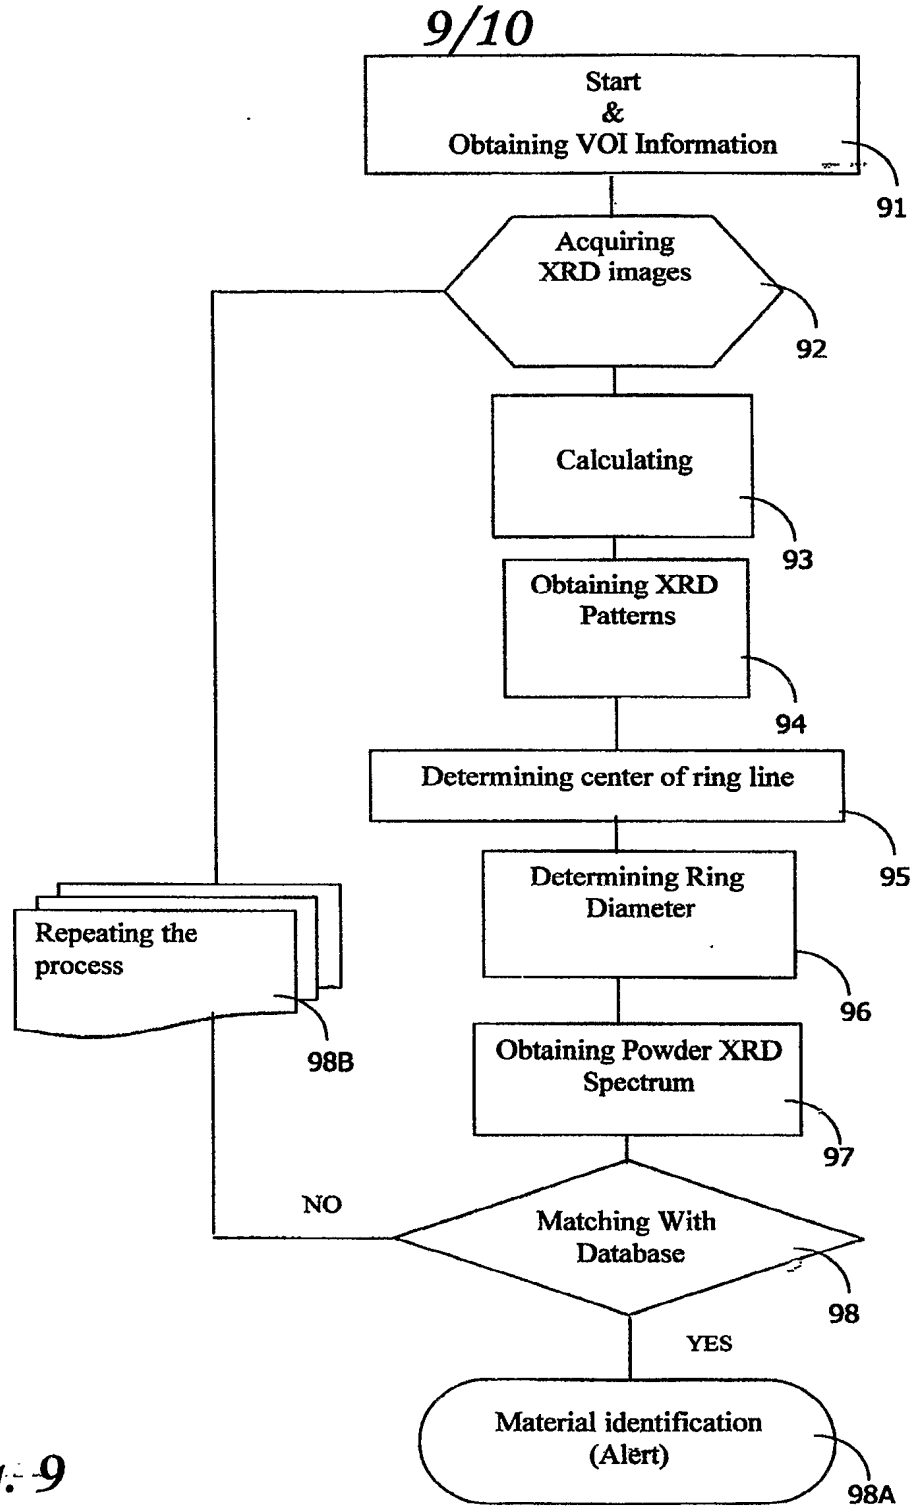 9/10
Start
&
Obtaining VOI Information
91
Acquiring
XRD images
92
Calculating
93
Obtaining XRD
Patterns
94
Determining center of ring line
95
Determining Ring
Diameter
96
Repeating the
process
98B
Obtaining Powder XRD
Spectrum
97
NO
Matching With
Database
98
YES
Material identification
(Alert)
98A
9